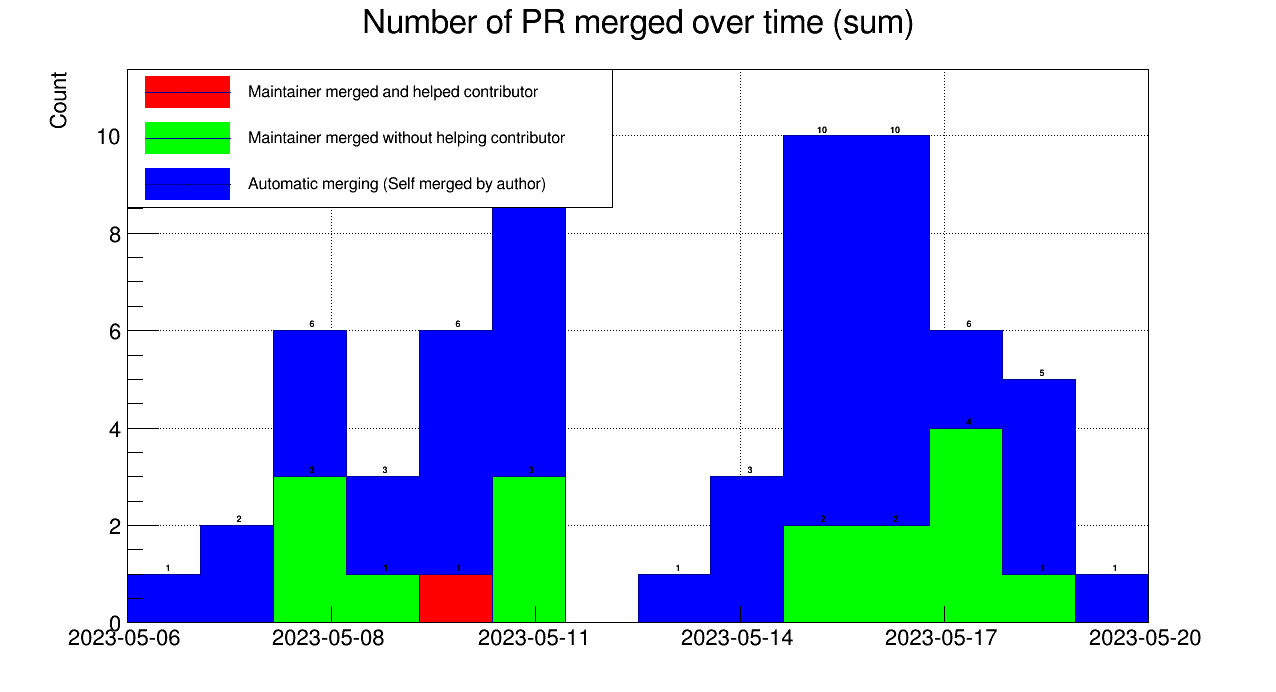 Number of PR merged over time (sum)
Count
Maintainer merged and helped contributor
Maintainer merged without helping contributor
Automatic merging (Self merged by author)
10
8
6
4
2
0
10 10
6 6 6
5
4
3 3 3 3
3
2 2 2
1 1 1 1 1 1
2023-05-06 2023-05-08 2023-05-11 2023-05-14 2023-05-17 2023-05-20